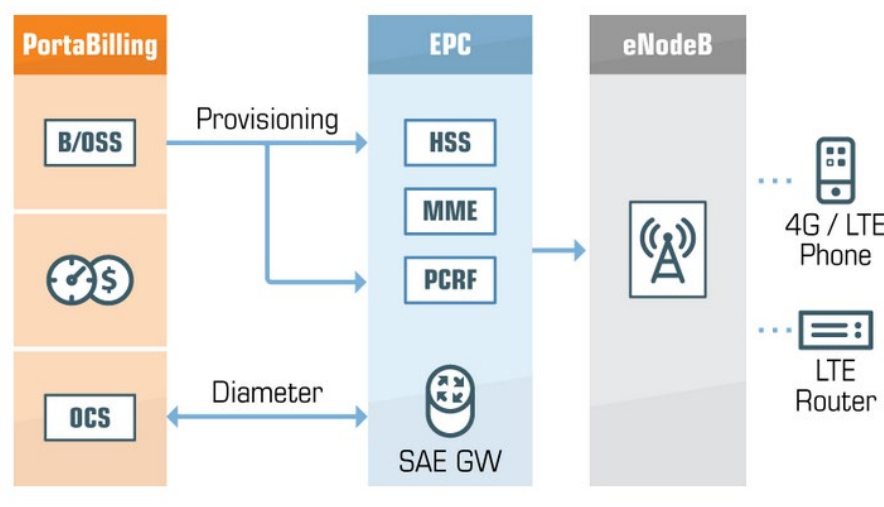 PortaBilling
EPC
eNodeB
B/OSS
Provisioning
HSS
MME
PCRF
$
4G / LTE
Phone
LTE
Router
OCS
Diameter
SAE GW